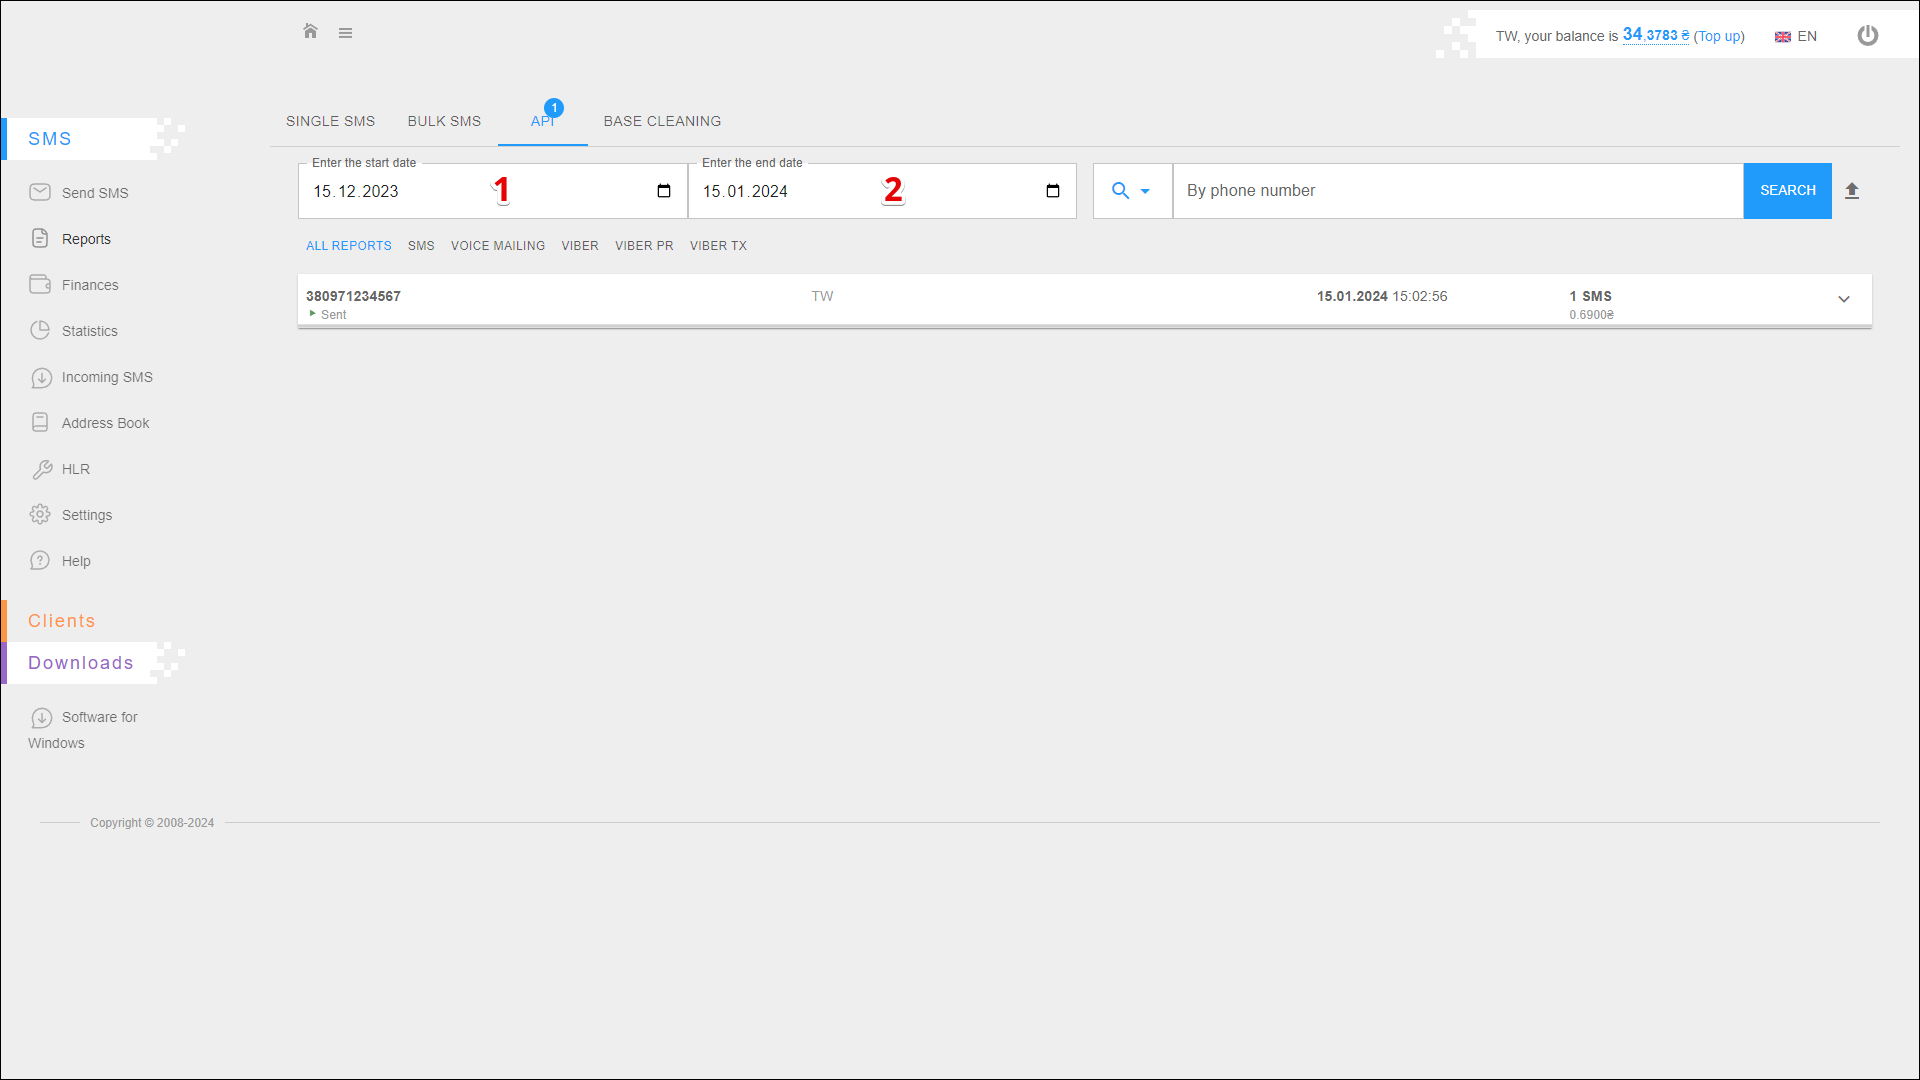 TW, your balance is 34,3783 ₴ (Top up) EN
SMS
Send SMS
Reports
Finances
Statistics
Incoming SMS
Address Book
HLR
Settings
Help
Clients
Downloads
Software for
Windows
SINGLE SMS BULK SMS API 1 BASE CLEANING
Enter the start date Enter the end date
15.12.2023 1 15.01.2024 2 By phone number SEARCH
ALL REPORTS SMS VOICE MAILING VIBER VIBER PR VIBER TX
380971234567 TW 15.01.2024 15:02:56 1 SMS
Sent 0.6900₴
Copyright © 2008-2024